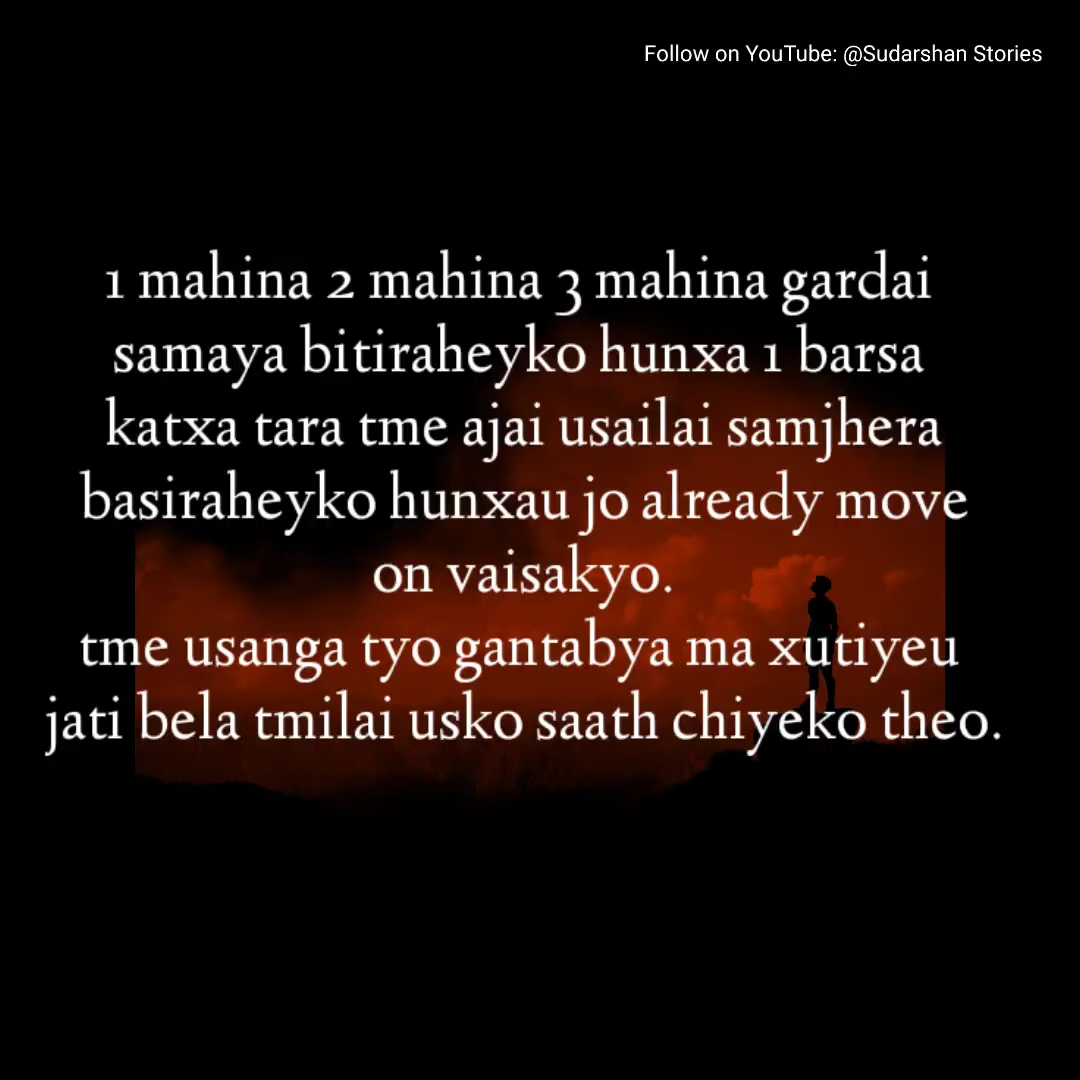 Follow on YouTube: @Sudarshan Stories
1 mahina 2 mahina 3 mahina gardai
samaya bitiraheyko hunxa 1 barsa
katxa tara tme ajai usailai samjhera
basiraheyko hunxau jo already move
on vaisakyo.
tme usanga tyo gantabya ma xutiyeu
jati bela tmilai usko saath chiyeko theo.